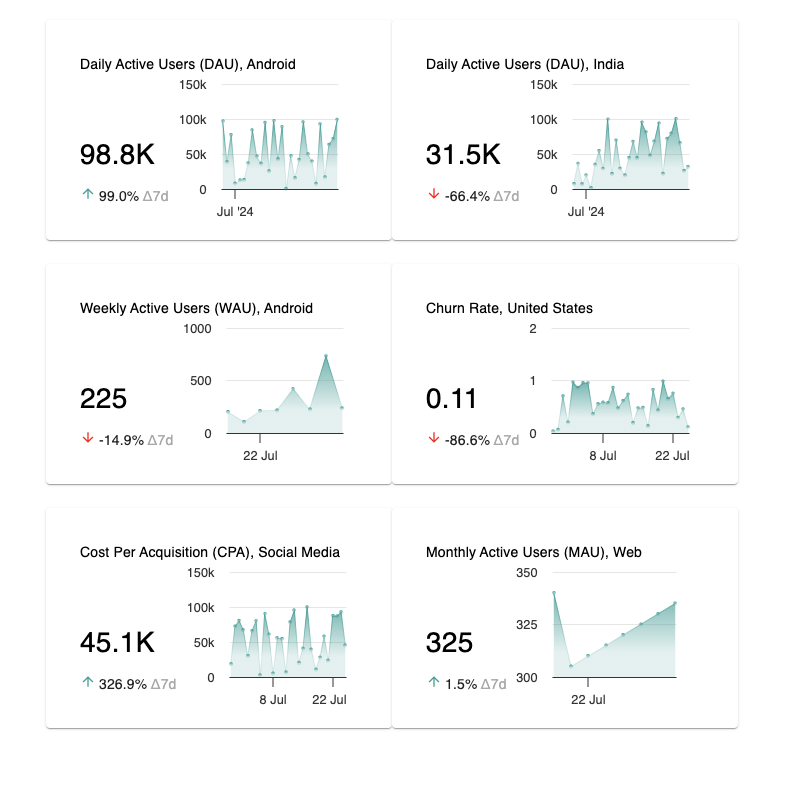 Daily Active Users (DAU), Android
150k
100k
50k
0
98.8K
99.0% Δ7d
Jul '24
Daily Active Users (DAU), India
150k
100k
50k
0
31.5K
-66.4% Δ7d
Jul '24
Weekly Active Users (WAU), Android
1000
500
0
225
-14.9% Δ7d
22 Jul
Churn Rate, United States
2
1
0
0.11
-86.6% Δ7d
8 Jul 22 Jul
Cost Per Acquisition (CPA), Social Media
150k
100k
50k
0
45.1K
326.9% Δ7d
8 Jul 22 Jul
Monthly Active Users (MAU), Web
350
325
300
325
1.5% Δ7d
22 Jul